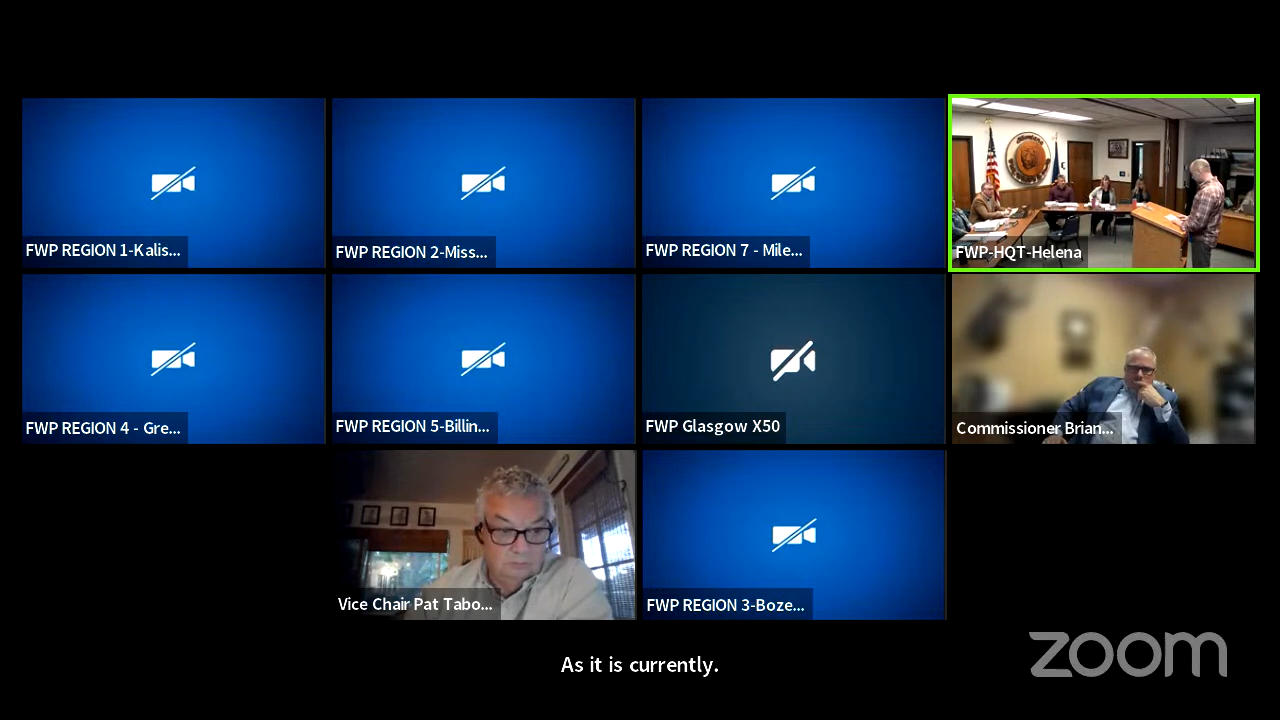 FWP REGION 1-Kalis...
FWP REGION 2-Miss...
FWP REGION 7 - Mile...
FWP-HQT-Helena
FWP REGION 4 - Gre...
FWP REGION 5-Billin...
FWP Glasgow X50
Commissioner Brian...
Vice Chair Pat Tabo...
FWP REGION 3-Boze...
As it is currently.
zoom